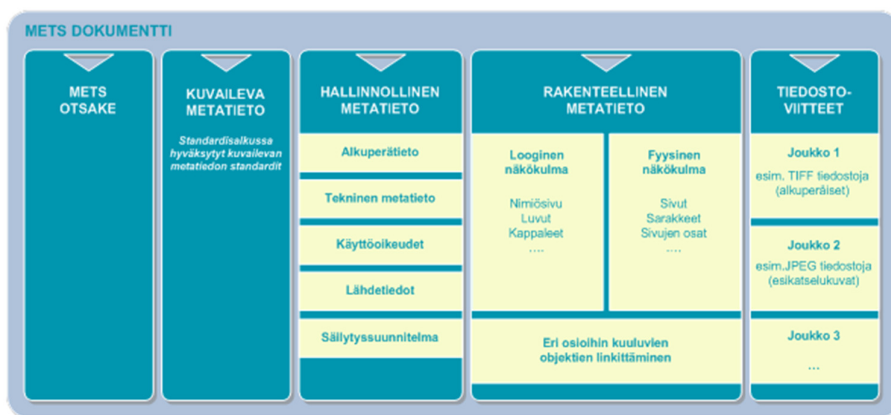 METS DOKUMENTTI
METS
OTSAKE
KUVAILEVA
METATIETO
Standardisalkussa
hyväksytyt kuvailevan
metatiedon standardit
HALLINNOLLINEN
METATIETO
Alkuperätieto
Tekninen metatieto
Käyttöoikeudet
Lähdetiedot
Säilytyssuunnitelma
RAKENTEELLINEN
METATIETO
Looginen
näkökulma
Nimiösivu
Luvut
Kappaleet
....
Fyysinen
näkökulma
Sivut
Sarakkeet
Sivujen osat
....
Eri osioihin kuuluvien
objektien linkittäminen
TIEDOSTO-
VIITTEET
Joukko 1
esim. TIFF tiedostoja
(alkuperäiset)
Joukko 2
esim.JPEG tiedostoja
(esikatselukuvat)
Joukko 3
...